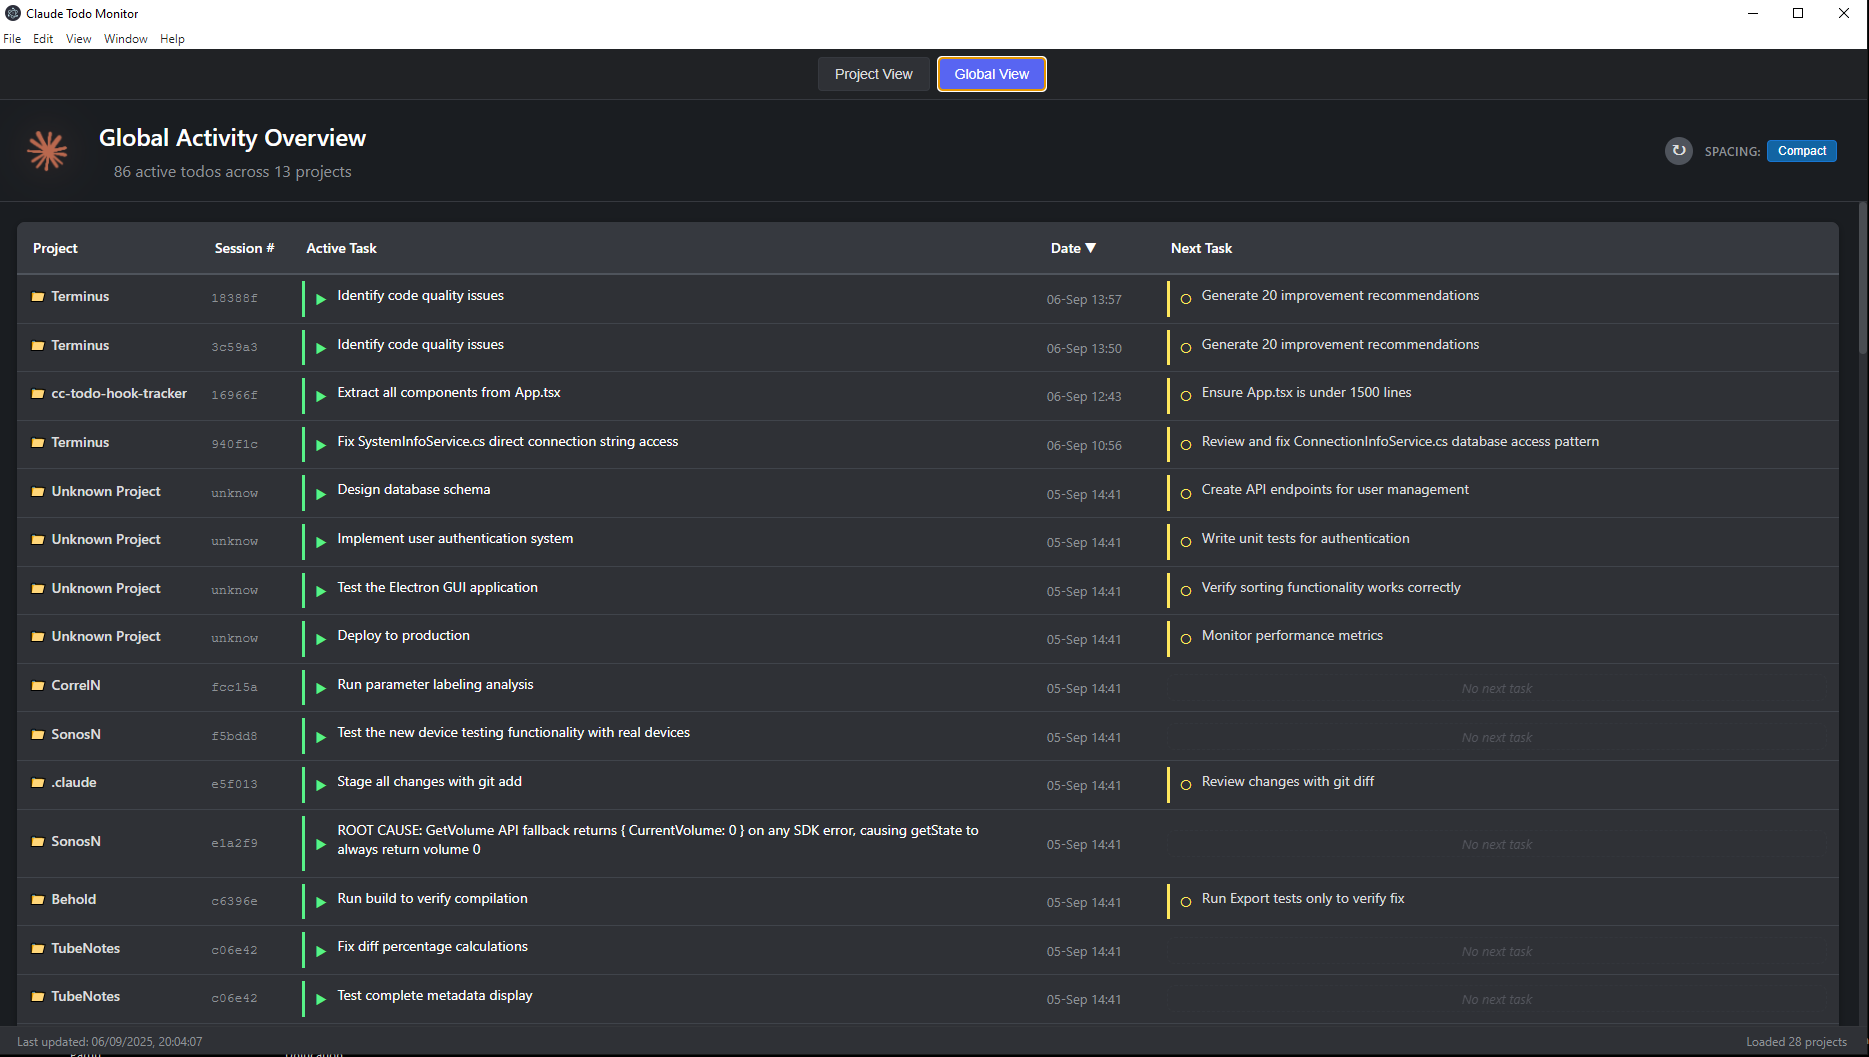 Claude Todo Monitor
File Edit View Window Help
Project View Global View
Global Activity Overview
86 active todos across 13 projects
SPACING: Compact
Project Session # Active Task Date ▼ Next Task
Terminus 18388f Identify code quality issues 06-Sep 13:57 Generate 20 improvement recommendations
Terminus 3c59a3 Identify code quality issues 06-Sep 13:50 Generate 20 improvement recommendations
cc-todo-hook-tracker 16966f Extract all components from App.tsx 06-Sep 12:43 Ensure App.tsx is under 1500 lines
Terminus 940f1c Fix SystemInfoService.cs direct connection string access 06-Sep 10:56 Review and fix ConnectionInfoService.cs database access pattern
Unknown Project unknow Design database schema 05-Sep 14:41 Create API endpoints for user management
Unknown Project unknow Implement user authentication system 05-Sep 14:41 Write unit tests for authentication
Unknown Project unknow Test the Electron GUI application 05-Sep 14:41 Verify sorting functionality works correctly
Unknown Project unknow Deploy to production 05-Sep 14:41 Monitor performance metrics
CorrelN fcc15a Run parameter labeling analysis 05-Sep 14:41 No next task
SonosN f5bdd8 Test the new device testing functionality with real devices 05-Sep 14:41 No next task
.claude e5f013 Stage all changes with git add 05-Sep 14:41 Review changes with git diff
SonosN e1a2f9 ROOT CAUSE: GetVolume API fallback returns { CurrentVolume: 0 } on any SDK error, causing getState to
always return volume 0 05-Sep 14:41 No next task
Behold c6396e Run build to verify compilation 05-Sep 14:41 Run Export tests only to verify fix
TubeNotes c06e42 Fix diff percentage calculations 05-Sep 14:41 No next task
TubeNotes c06e42 Test complete metadata display 05-Sep 14:41 No next task
Last updated: 06/09/2025, 20:04:07 Loaded 28 projects